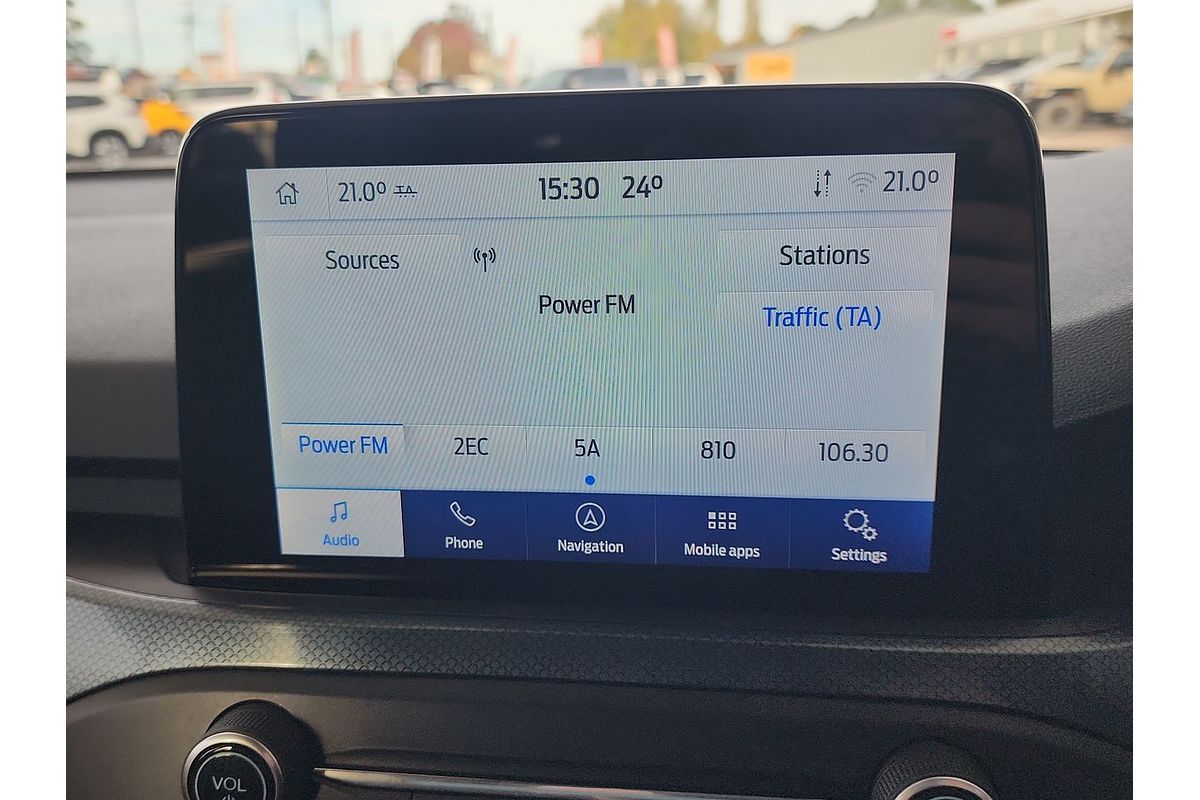 21.0° TA 15:30 24° 21.0°
Sources Stations
Power FM
Traffic (TA)
Power FM 2EC 5A 810 106.30
Audio Phone Navigation Mobile apps Settings
VOL